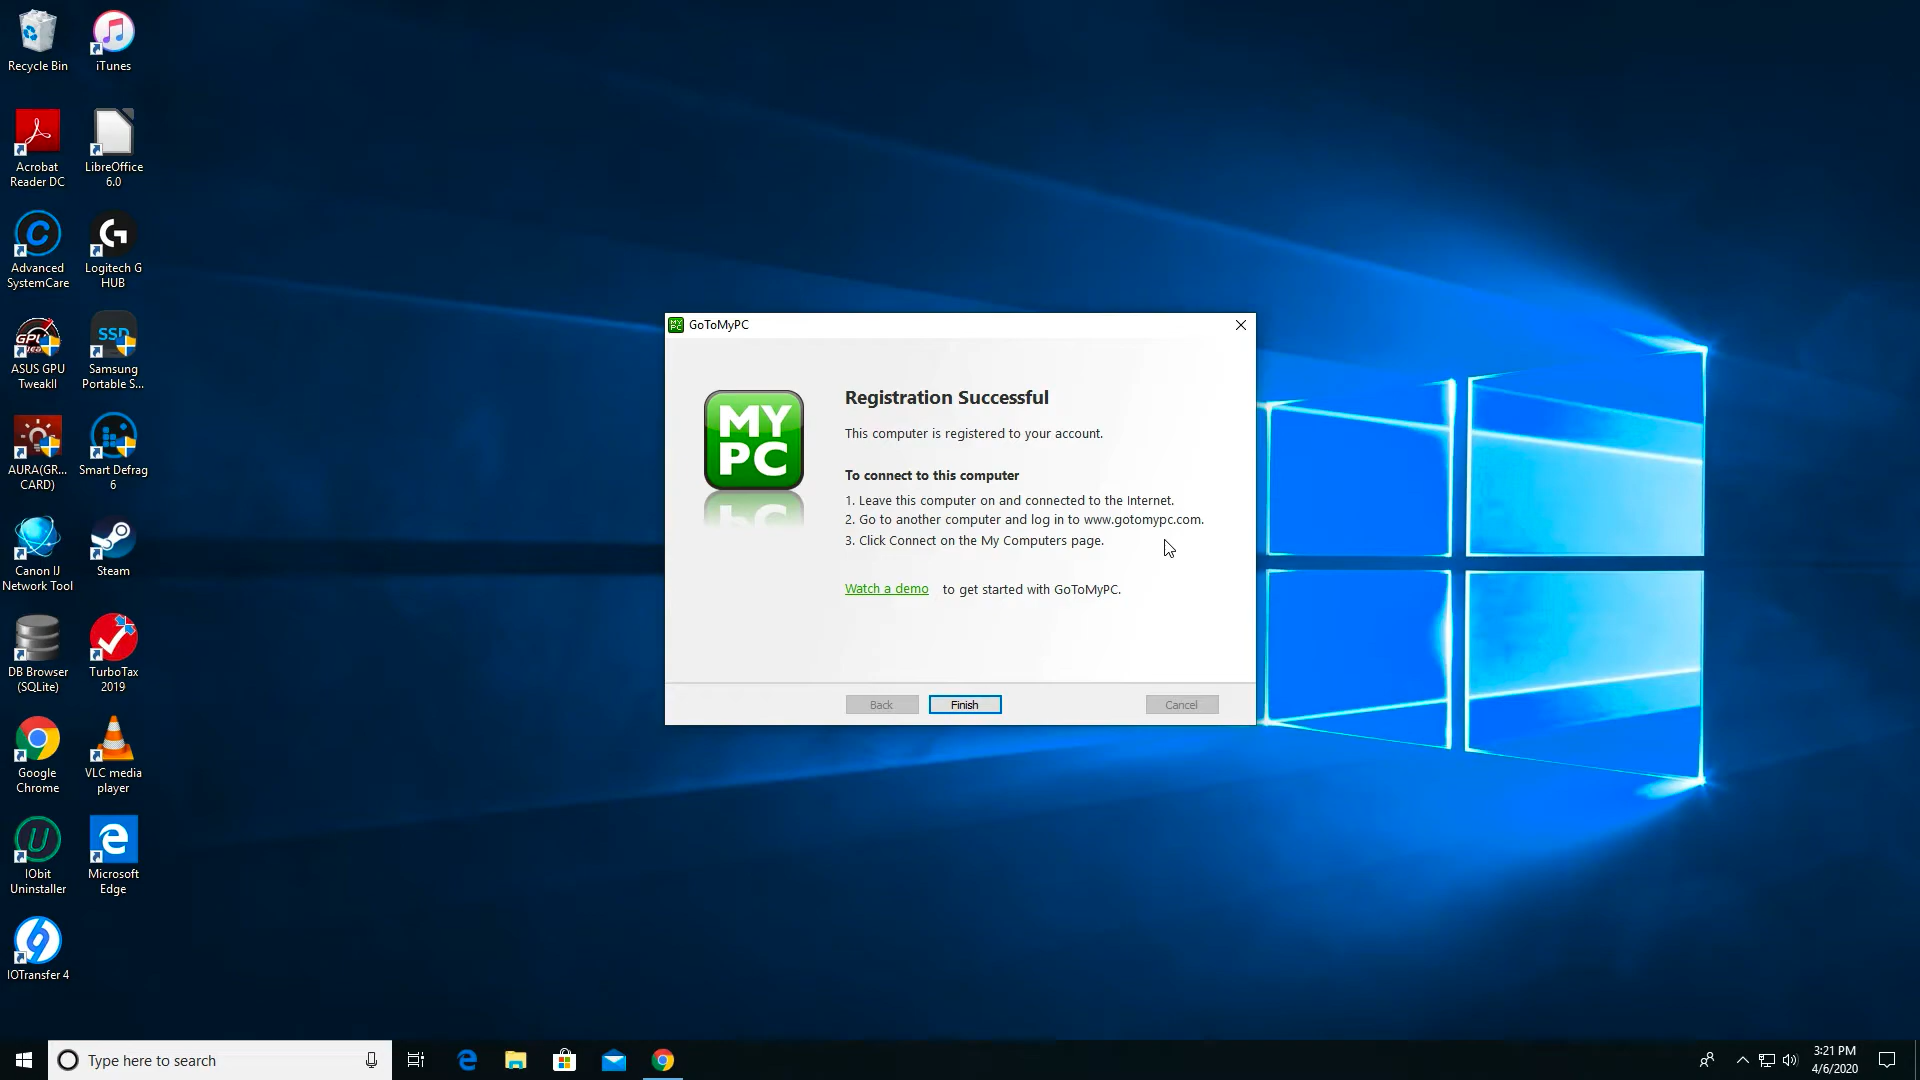 Recycle Bin
iTunes
Acrobat
Reader DC
LibreOffice
6.0
Advanced
SystemCare
Logitech G
HUB
ASUS GPU
TweakII
SSD
Samsung
Portable S...
AURA(GR...
CARD)
Smart Defrag
6
Canon IJ
Network Tool
Steam
DB Browser
(SQLite)
TurboTax
2019
Google
Chrome
VLC media
player
IObit
Uninstaller
Microsoft
Edge
IOTransfer 4
MY PC GoToMyPC
MY
PC
Registration Successful
This computer is registered to your account.
To connect to this computer
1. Leave this computer on and connected to the Internet.
2. Go to another computer and log in to www.gotomypc.com.
3. Click Connect on the My Computers page.
Watch a demo to get started with GoToMyPC.
Back
Finish
Cancel
Type here to search
3:21 PM
4/6/2020